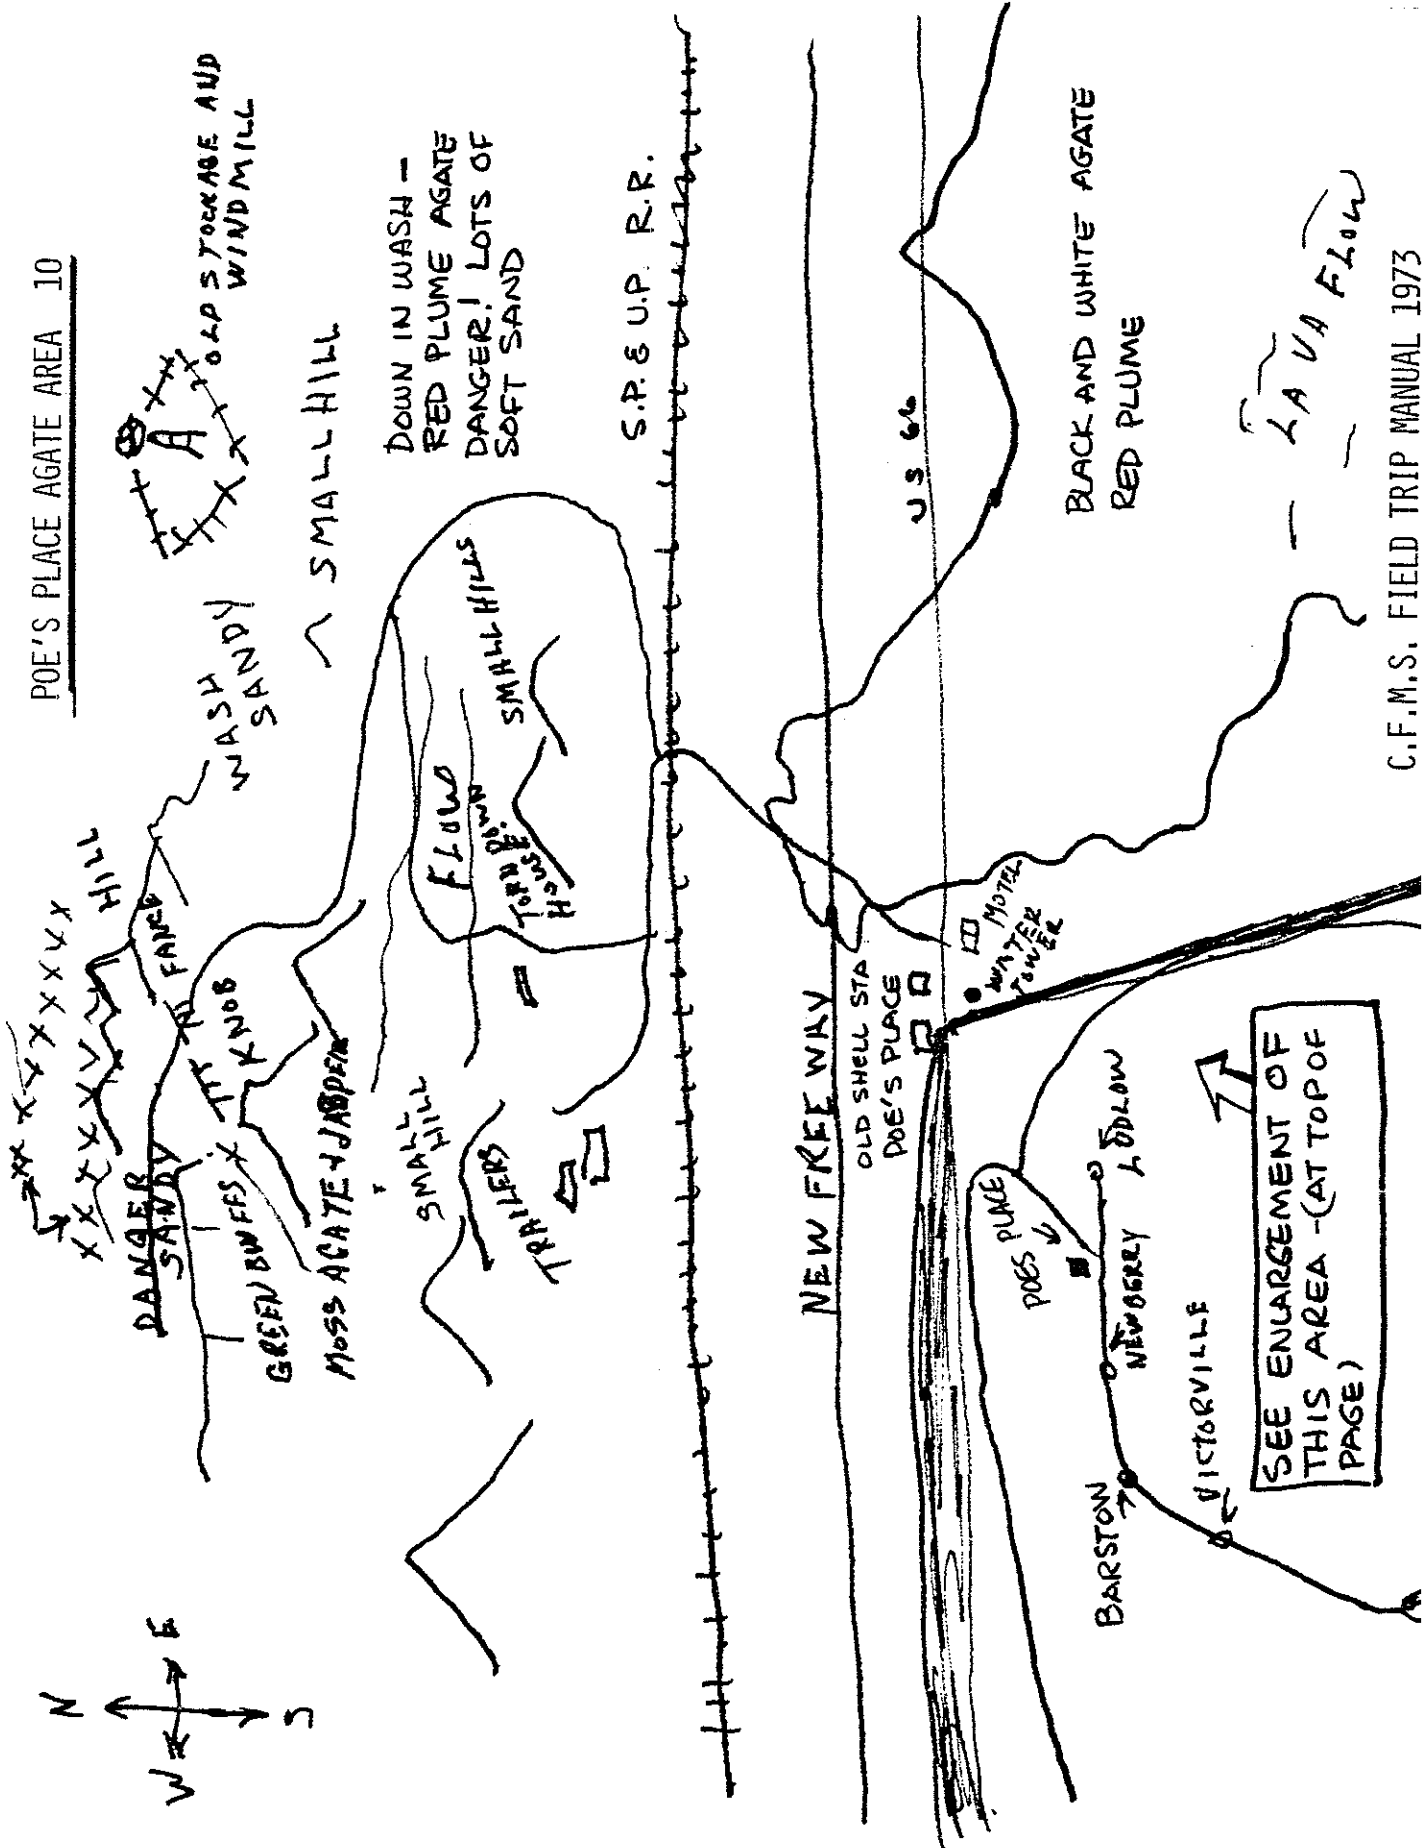 POE'S PLACE AGATE AREA 10
N
W
E
S
OLD STOCKADE AND
WINDMILL
HILL
WASH
SANDY
SMALL HILL
DANGER
SANDY
FANCE
KNOB
GREEN BLUFFS
MOSS AGATE & JASPER
DOWN IN WASH –
RED PLUME AGATE
DANGER! LOTS OF
SOFT SAND
SMALL
HILL
TRAILERS
FLOW
TORN DOWN
HOUSE
SMALL HILLS
S.P. & U.P. R.R.
NEW FREE WAY
OLD SHELL STA
POE'S PLACE
MOTEL
WATER
TOWER
US 66
BLACK AND WHITE AGATE
RED PLUME
LAVA FLOW
POES PLACE
LUDLOW
NEWBERRY
BARSTOW
VICTORVILLE
SEE ENLARGEMENT OF
THIS AREA -(AT TOP OF
PAGE)
C.F.M.S. FIELD TRIP MANUAL 1973